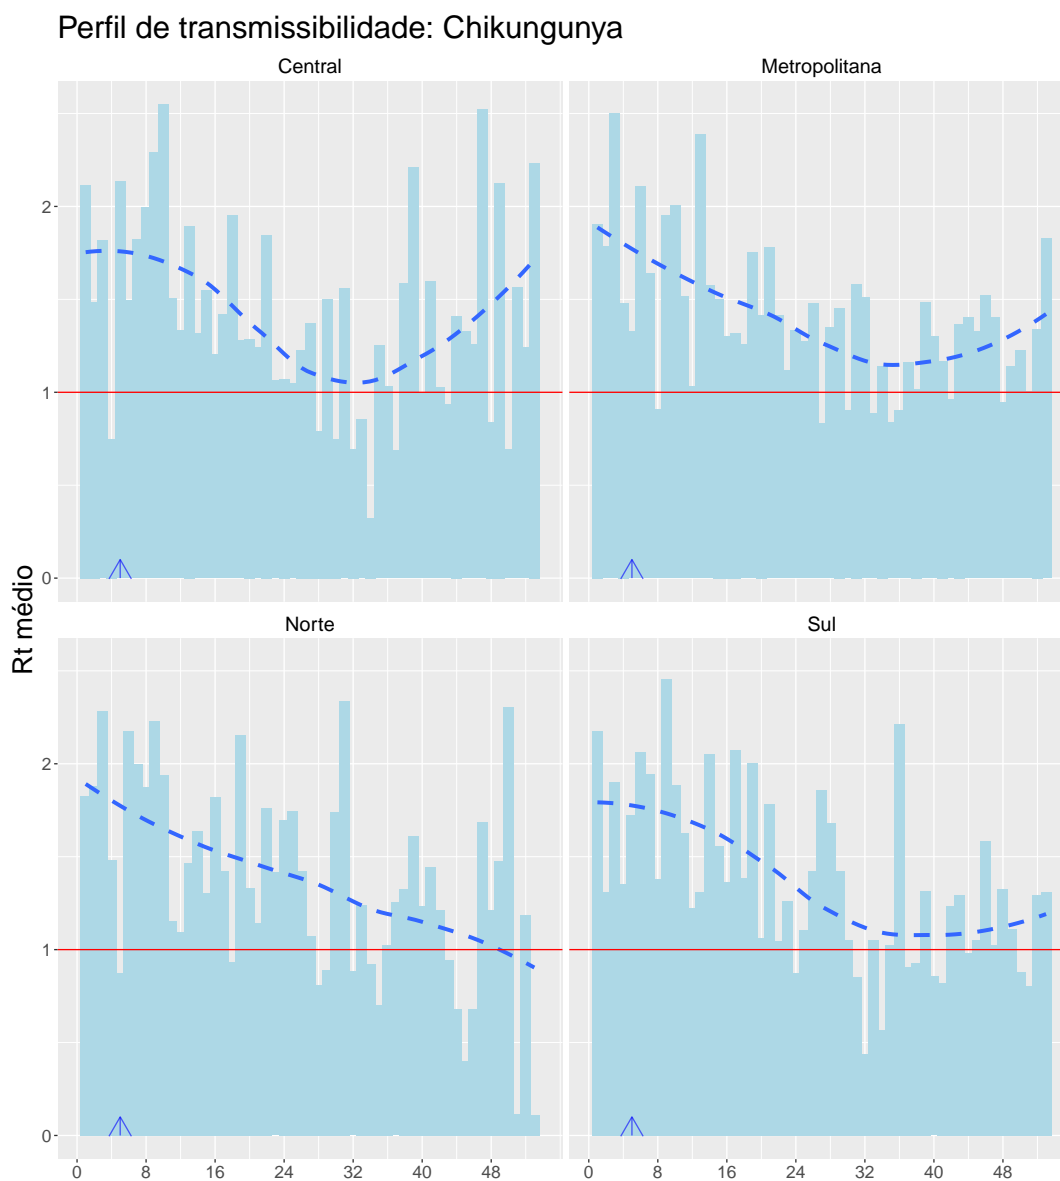 Perfil de transmissibilidade: Chikungunya
Central
Metropolitana
2
1
0
Norte
Sul
Rt médio
2
1
0
0 8 16 24 32 40 48
0 8 16 24 32 40 48